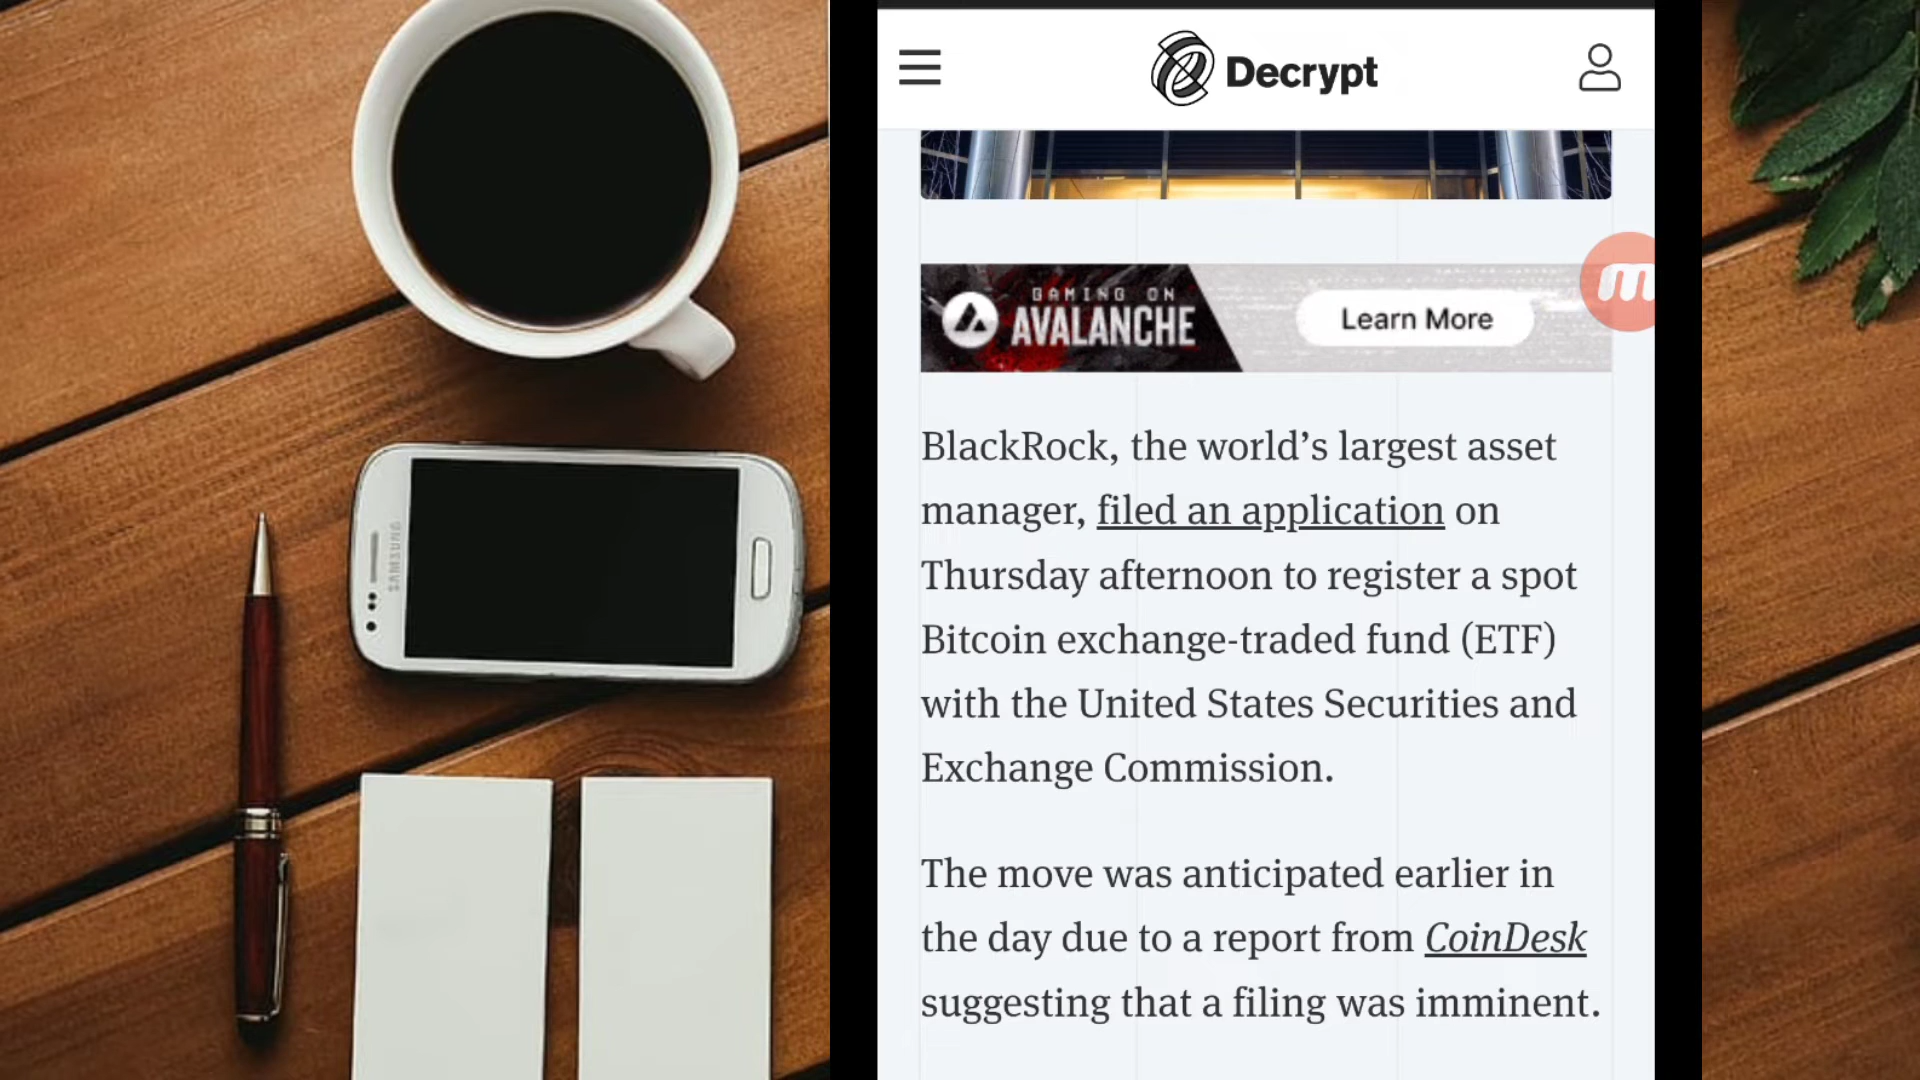 Decrypt
GAMING ON
AVALANCHE
Learn More
m
BlackRock, the world’s largest asset
manager, filed an application on
Thursday afternoon to register a spot
Bitcoin exchange-traded fund (ETF)
with the United States Securities and
Exchange Commission.
The move was anticipated earlier in
the day due to a report from CoinDesk
suggesting that a filing was imminent.
SAMSUNG